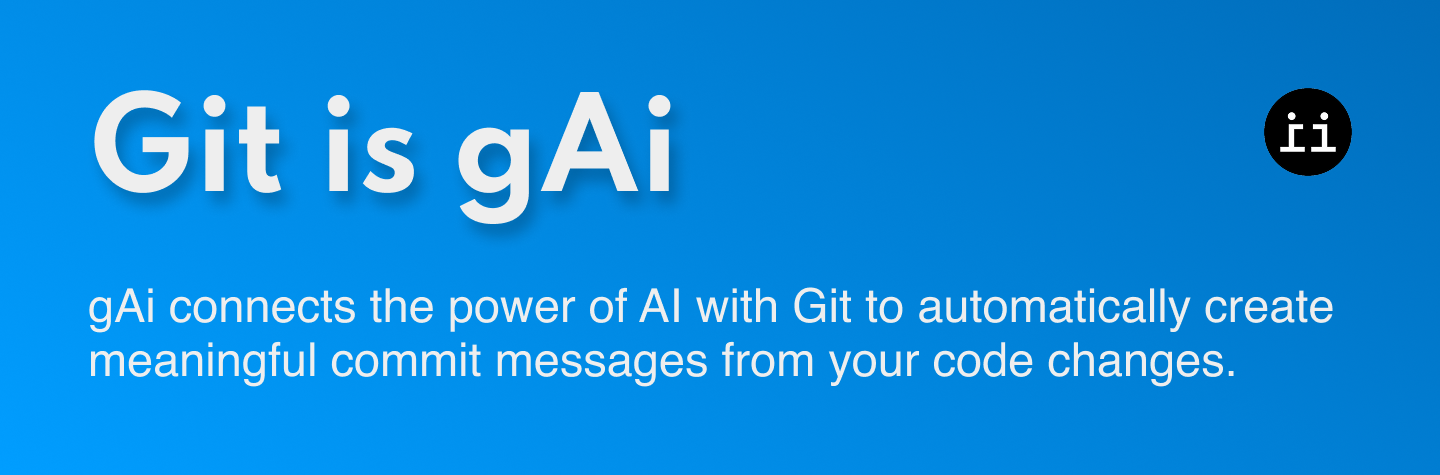 Git is gAi
ii
gAi connects the power of AI with Git to automatically create
meaningful commit messages from your code changes.